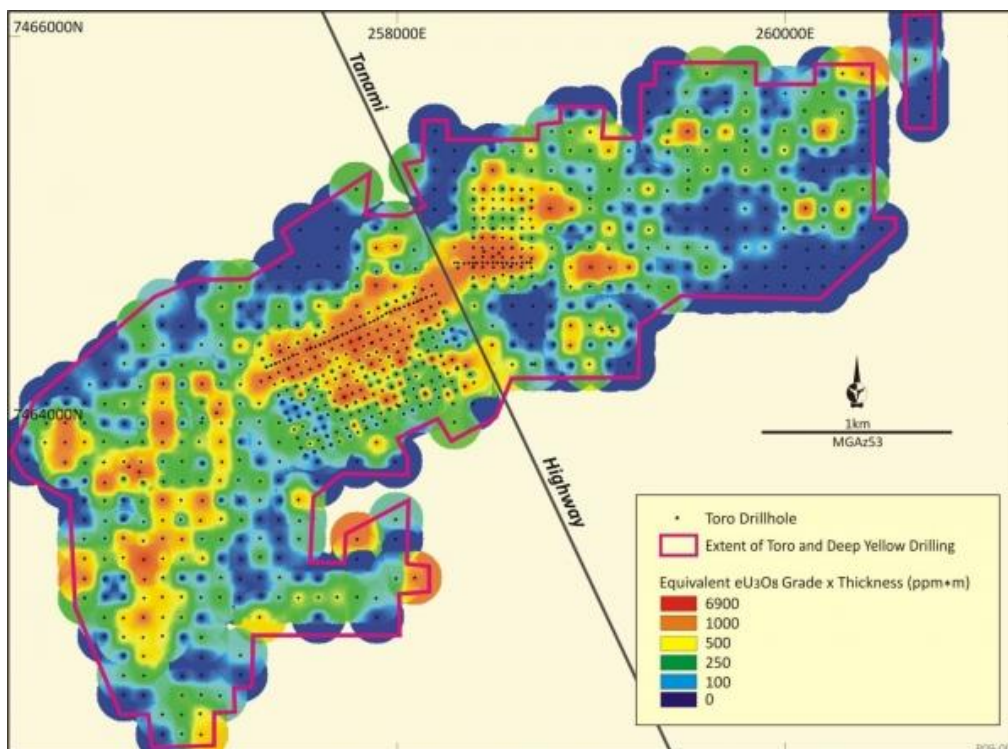 7466000N
258000E
260000E
Tanami
7464000N
1km
MGAz53
Highway
Toro Drillhole
Extent of Toro and Deep Yellow Drilling
Equivalent eU3O8 Grade x Thickness (ppm+m)
6900
1000
500
250
100
0